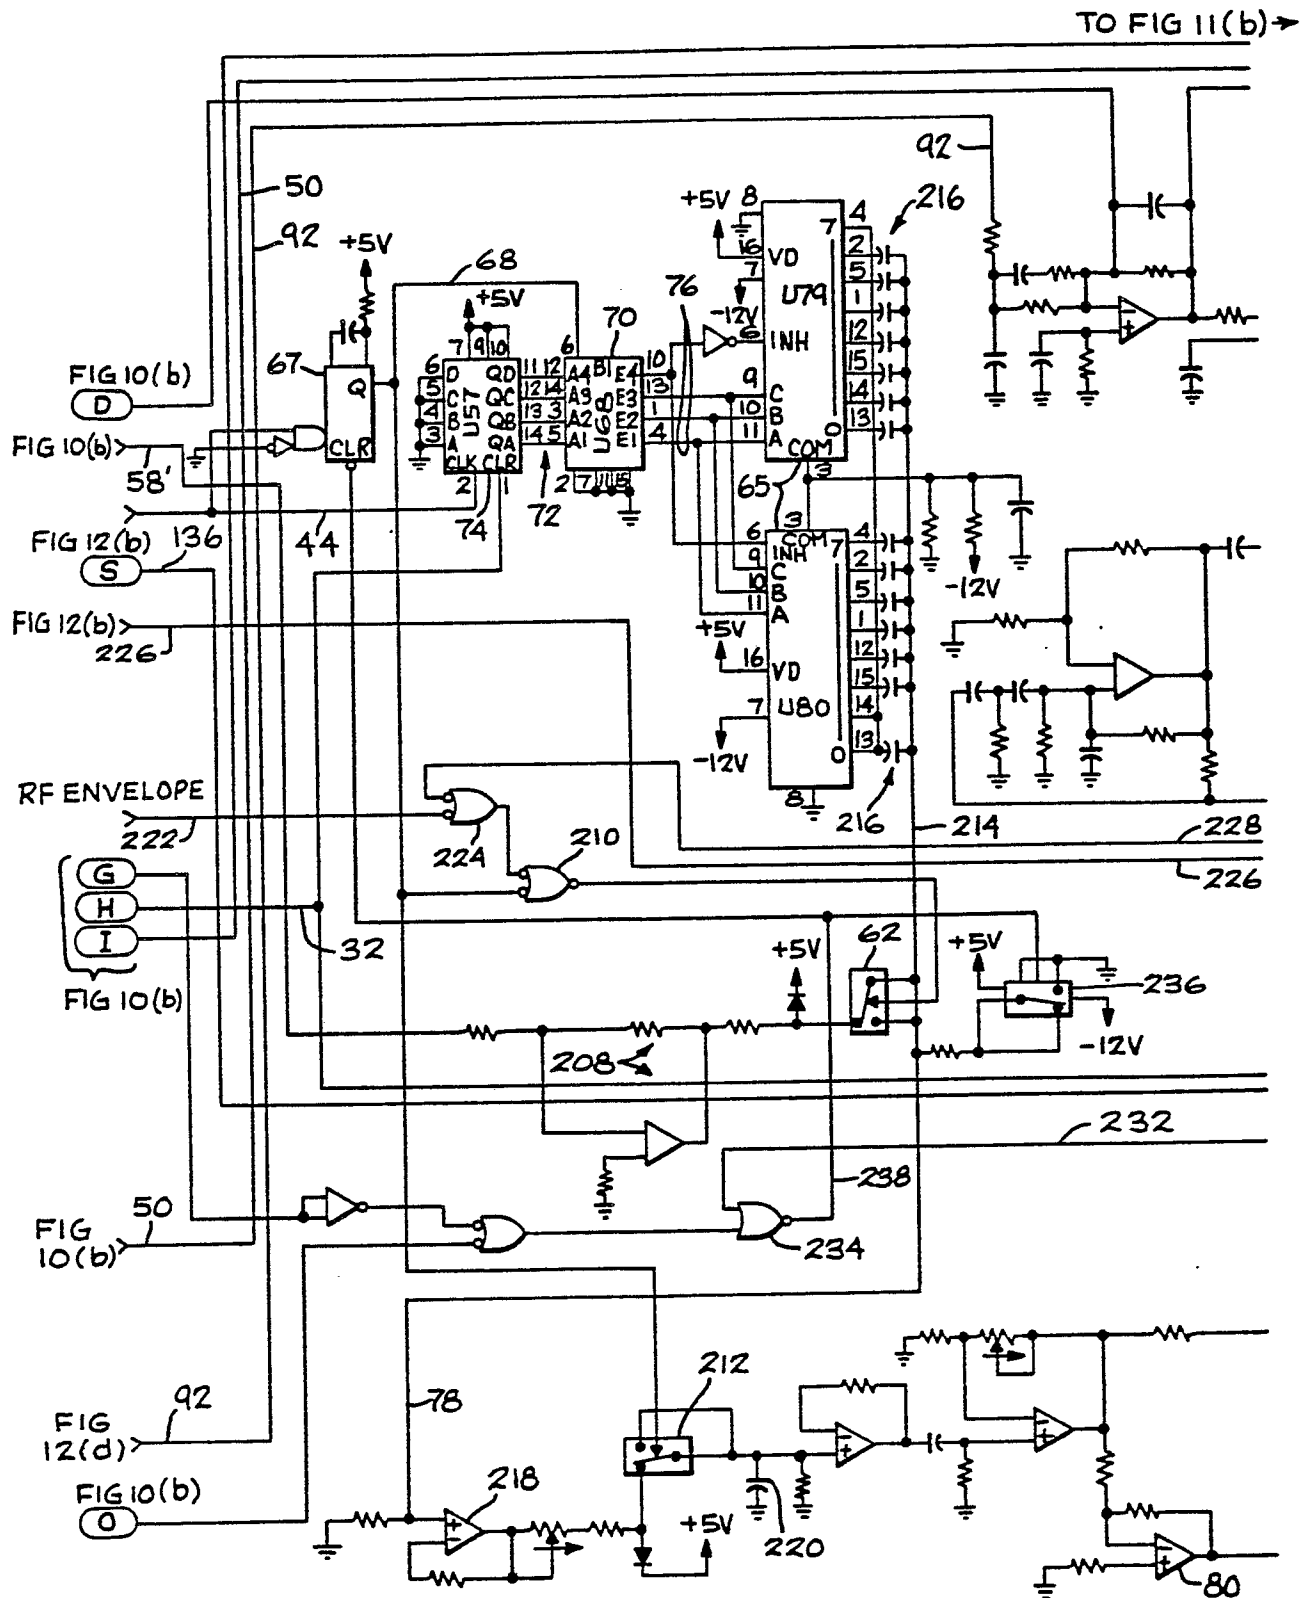 TO FIG 11(b)
50
92
92
+5V
68
+5V
76
+5V
8
16
VD
7
-12V
6
INH
U79
7
0
9
C
10
B
11
A
COM
3
4
2
5
1
12
15
14
13
216
67
Q
CLR
FIG 10(b)
D
FIG 10(b)
58'
44
FIG 12(b)
S
136
FIG 12(b)
226
7
9
10
6
D
5
C
4
B
3
A
U57
QD
QC
QB
QA
CLK
CLR
2
1
11
12
13
14
74
72
70
6
BI
12
A4
14
A3
3
A2
5
A1
U68
E4
E3
E2
E1
10
13
1
4
2
7
11
15
65
3
COM
6
INH
9
C
10
B
11
A
+5V
16
VD
7
-12V
U80
7
0
8
4
2
5
1
12
15
14
13
216
-12V
214
228
226
RF ENVELOPE
222
224
210
G
H
I
32
FIG 10(b)
62
+5V
+5V
236
-12V
208
232
238
234
FIG
10(b)
50
78
212
FIG
12(d)
92
FIG 10(b)
O
218
+5V
220
80